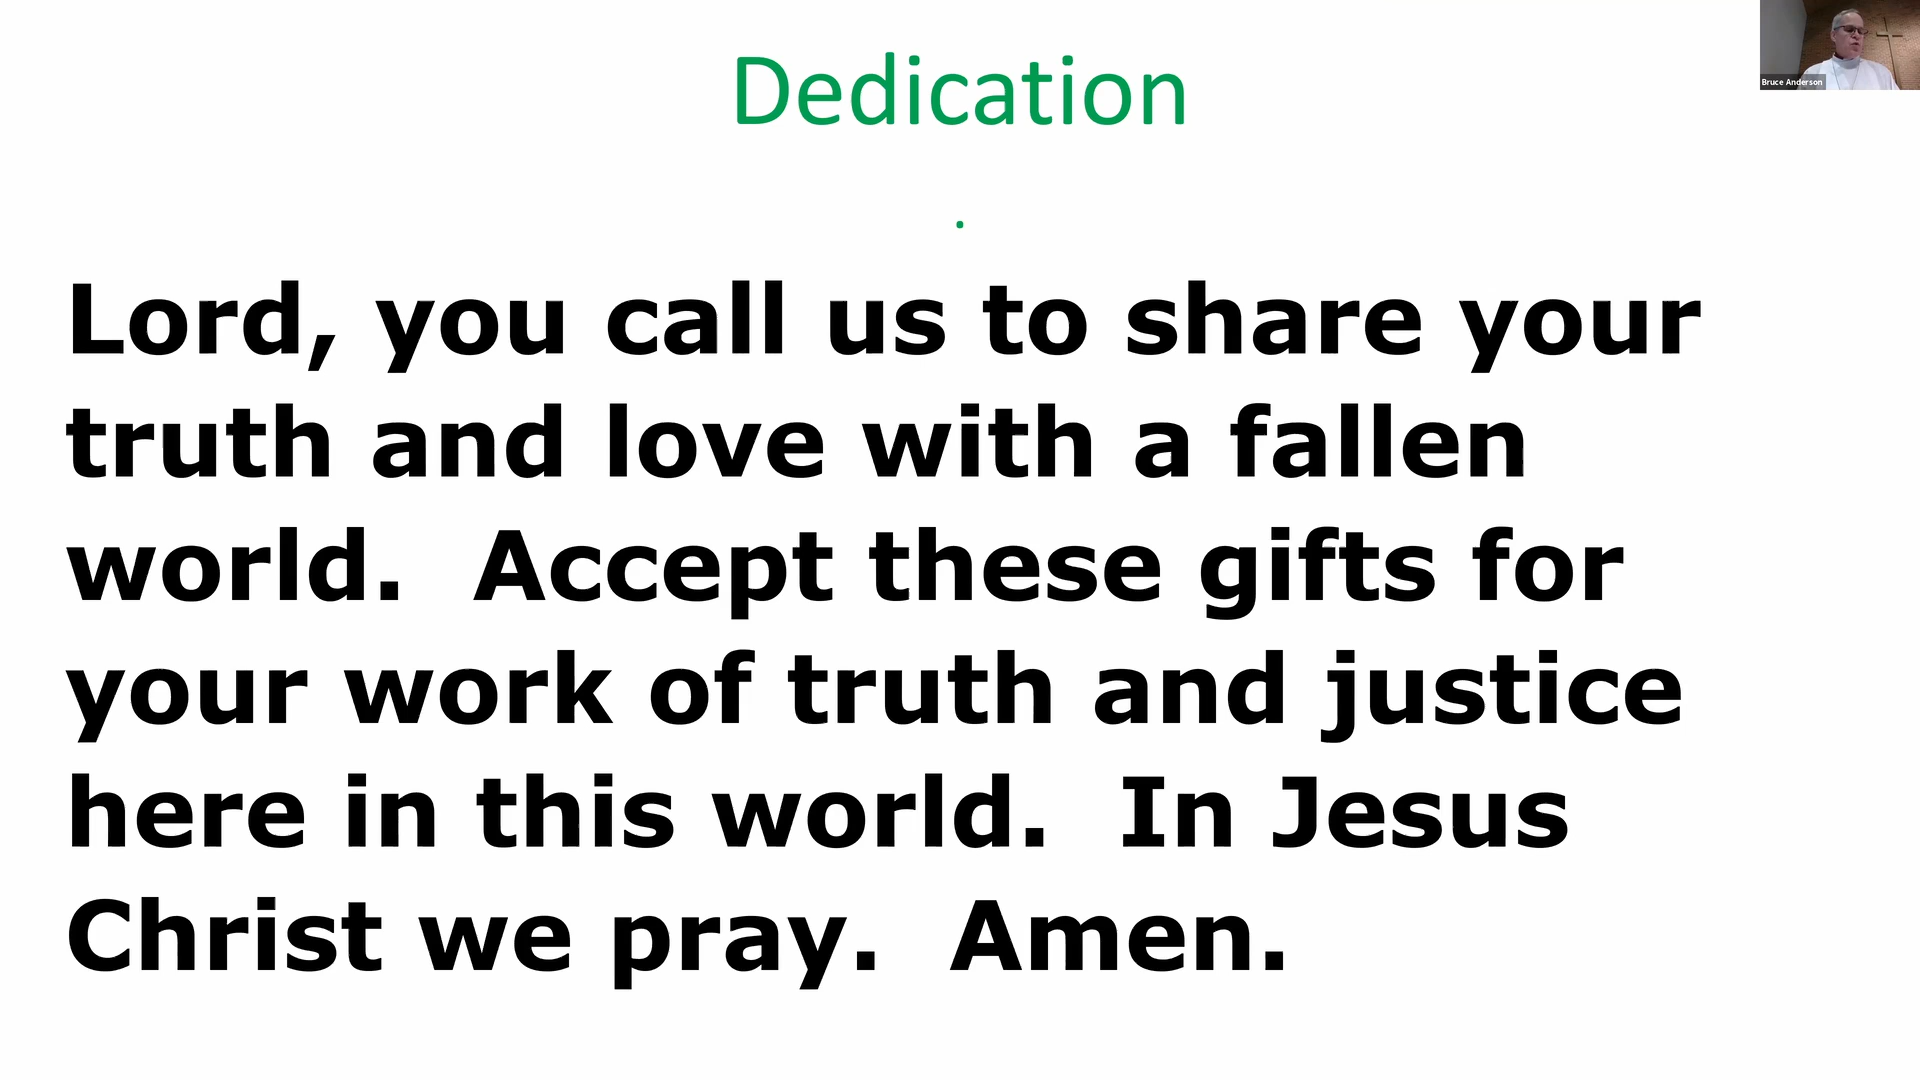 Dedication
.
Lord, you call us to share your
truth and love with a fallen
world.  Accept these gifts for
your work of truth and justice
here in this world.  In Jesus
Christ we pray.  Amen.
Bruce Anderson